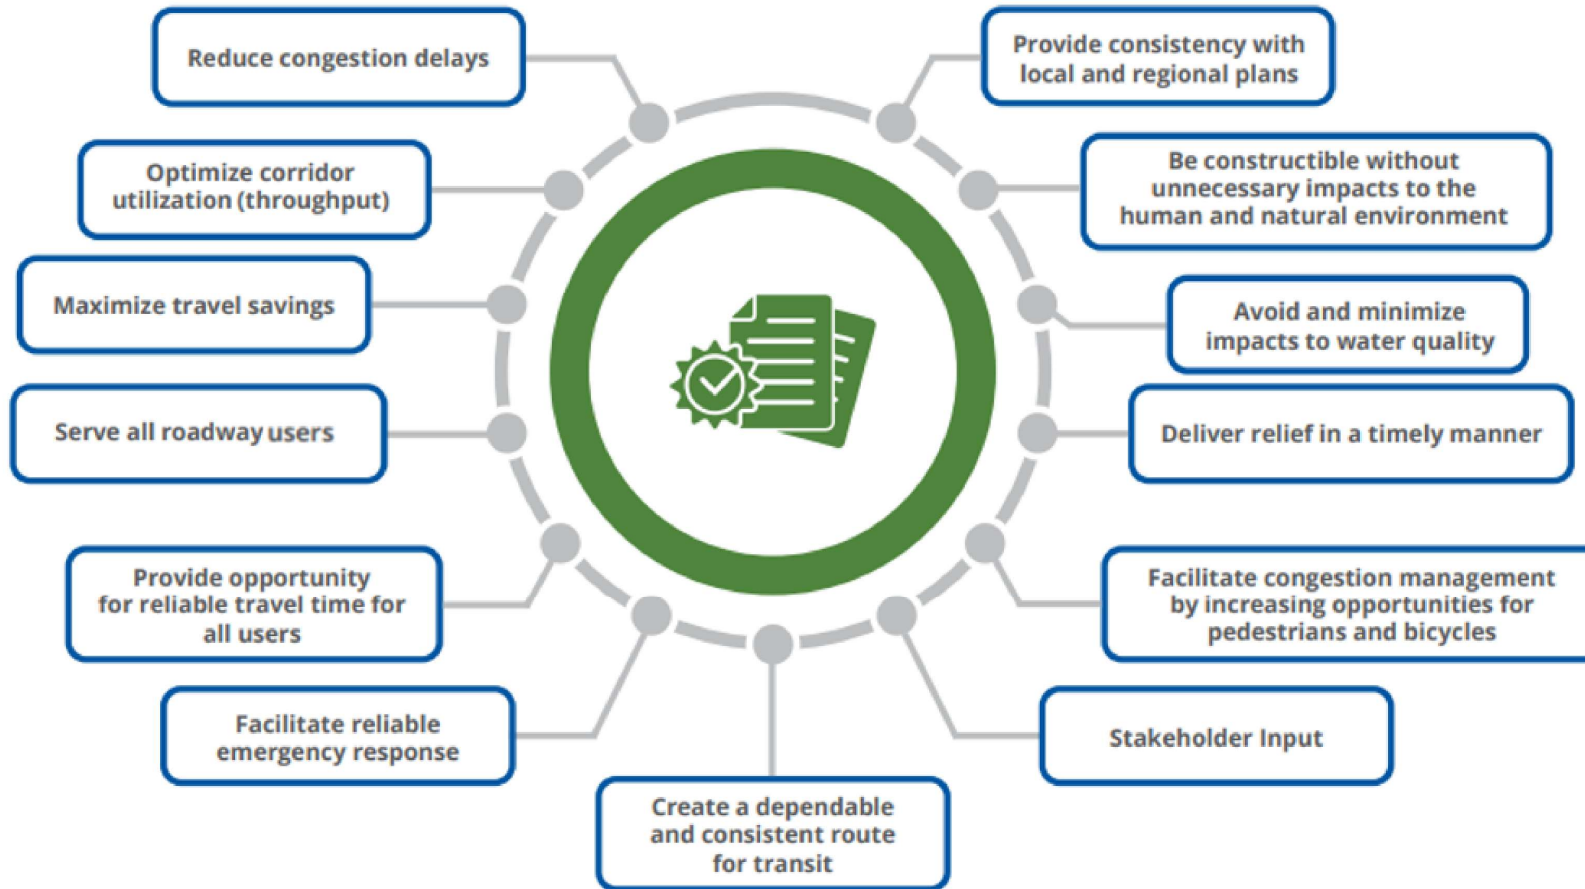 Reduce congestion delays
Optimize corridor
utilization (throughput)
Maximize travel savings
Serve all roadway users
Provide opportunity
for reliable travel time for
all users
Facilitate reliable
emergency response
Create a dependable
and consistent route
for transit
Provide consistency with
local and regional plans
Be constructible without
unnecessary impacts to the
human and natural environment
Avoid and minimize
impacts to water quality
Deliver relief in a timely manner
Facilitate congestion management
by increasing opportunities for
pedestrians and bicycles
Stakeholder Input